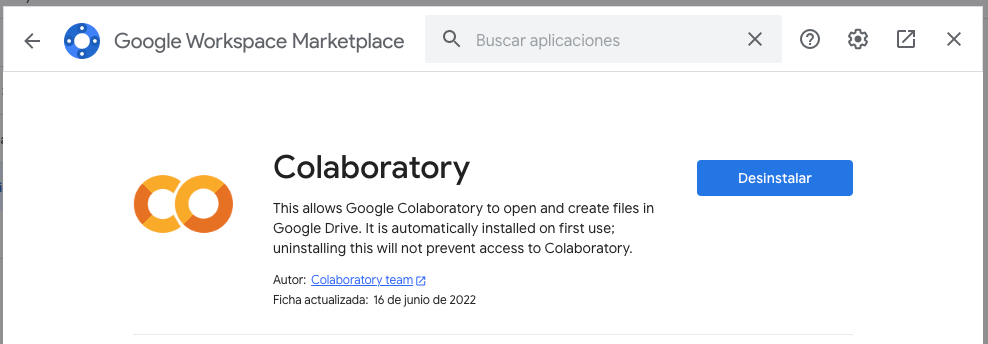 Google Workspace Marketplace
Buscar aplicaciones
Colaboratory
Desinstalar
This allows Google Colaboratory to open and create files in
Google Drive. It is automatically installed on first use;
uninstalling this will not prevent access to Colaboratory.
Autor: Colaboratory team
Ficha actualizada: 16 de junio de 2022